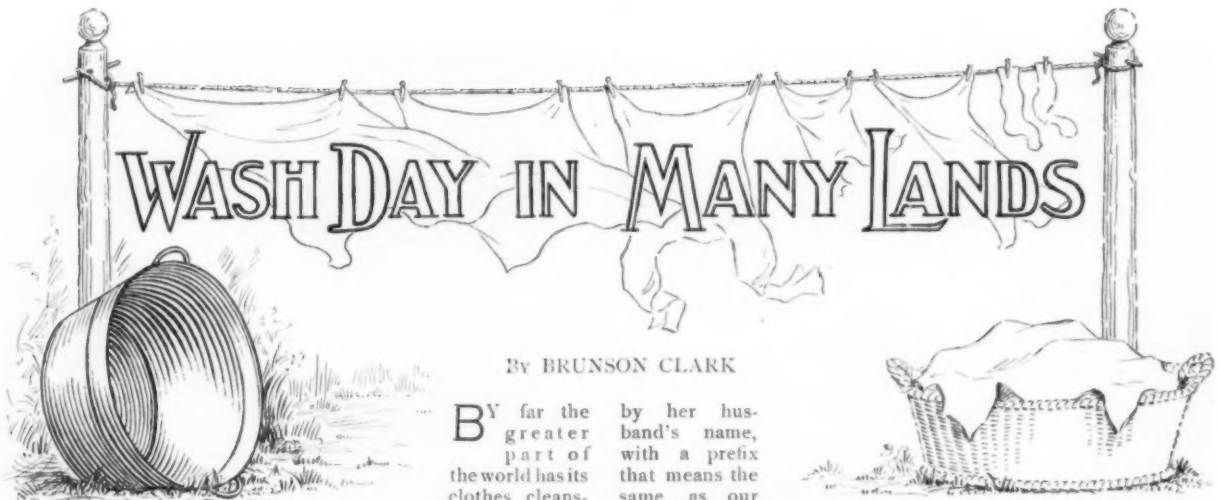 WASH DAY IN MANY LANDS
BY BRUNSON CLARK
BY far the
greater
part of
the world has its
clothes cleans-
by her hus-
band's name,
with a prefix
that means the
same as our